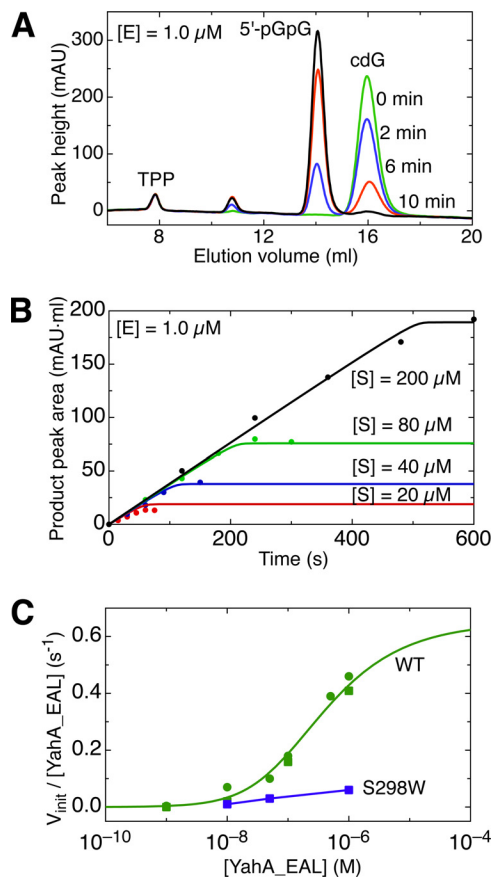 A
[E] = 1.0 µM
5'-pGpG
cdG
0 min
2 min
6 min
10 min
TPP
300
200
100
0
8
12
16
20
Peak height (mAU)
Elution volume (ml)
B
[E] = 1.0 µM
[S] = 200 µM
[S] = 80 µM
[S] = 40 µM
[S] = 20 µM
200
150
100
50
0
0
200
400
600
Product peak area (mAU·ml)
Time (s)
C
WT
S298W
0.6
0.4
0.2
0.0
10⁻¹⁰
10⁻⁸
10⁻⁶
10⁻⁴
V_init / [YahA_EAL] (s⁻¹)
[YahA_EAL] (M)